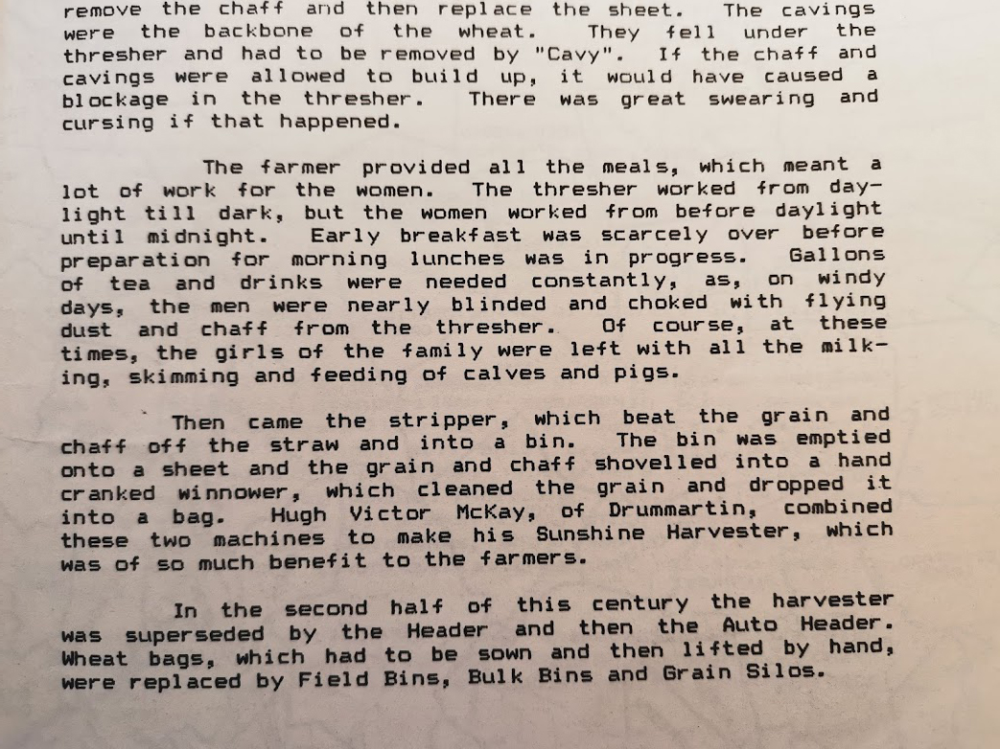 remove the chaff and then replace the sheet. The cavings
were the backbone of the wheat. They fell under the
thresher and had to be removed by "Cavy". If the chaff and
cavings were allowed to build up, it would have caused a
blockage in the thresher. There was great swearing and
cursing if that happened.
The farmer provided all the meals, which meant a
lot of work for the women. The thresher worked from day-
light till dark, but the women worked from before daylight
until midnight. Early breakfast was scarcely over before
preparation for morning lunches was in progress. Gallons
of tea and drinks were needed constantly, as, on windy
days, the men were nearly blinded and choked with flying
dust and chaff from the thresher. Of course, at these
times, the girls of the family were left with all the milk-
ing, skimming and feeding of calves and pigs.
Then came the stripper, which beat the grain and
chaff off the straw and into a bin. The bin was emptied
onto a sheet and the grain and chaff shovelled into a hand
cranked winnower, which cleaned the grain and dropped it
into a bag. Hugh Victor McKay, of Drummartin, combined
these two machines to make his Sunshine Harvester, which
was of so much benefit to the farmers.
In the second half of this century the harvester
was superseded by the Header and then the Auto Header.
Wheat bags, which had to be sown and then lifted by hand,
were replaced by Field Bins, Bulk Bins and Grain Silos.